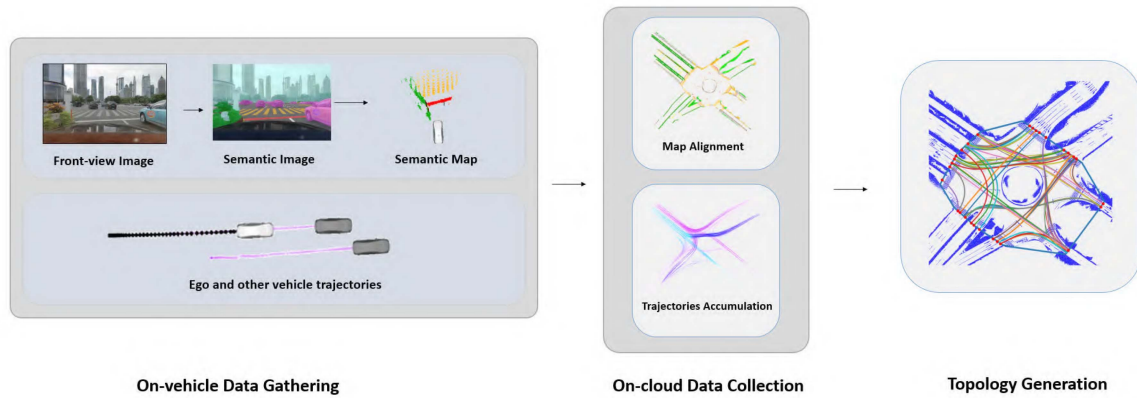 Front-view Image
Semantic Image
Semantic Map
Ego and other vehicle trajectories
On-vehicle Data Gathering
Map Alignment
Trajectories Accumulation
On-cloud Data Collection
Topology Generation